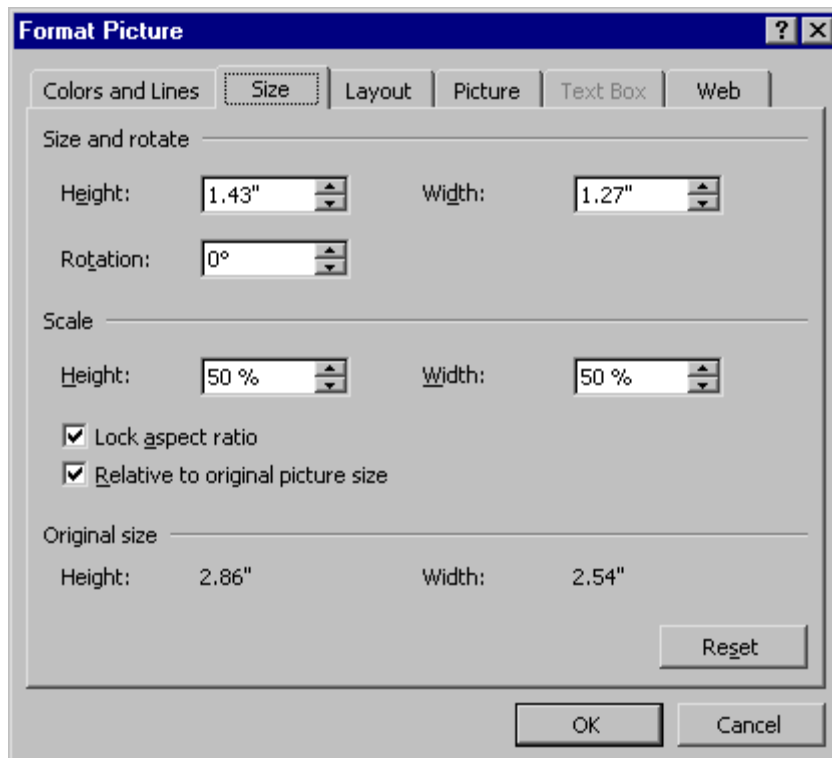 Format Picture
Colors and Lines Size Layout Picture Text Box Web
Size and rotate
Height: 1.43" Width: 1.27"
Rotation: 0°
Scale
Height: 50 % Width: 50 %
Lock aspect ratio
Relative to original picture size
Original size
Height: 2.86" Width: 2.54"
Reset
OK Cancel